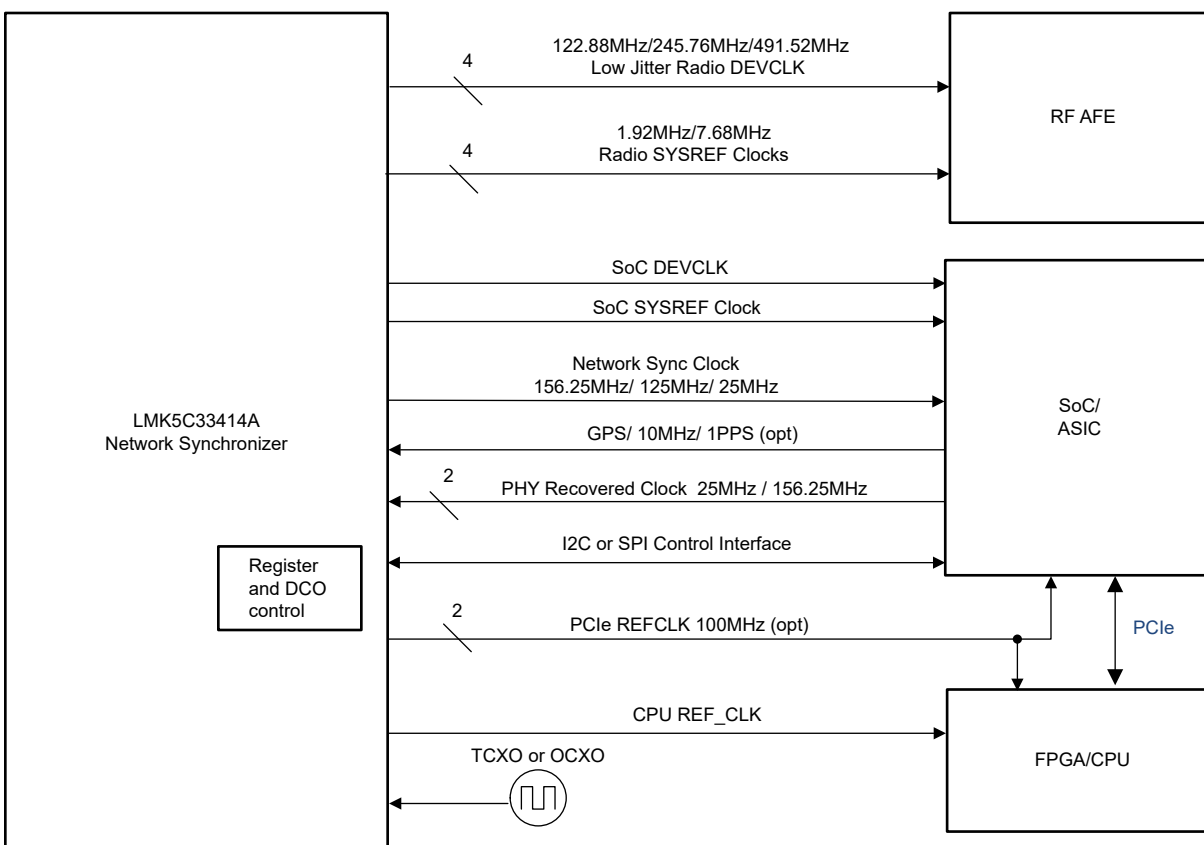 122.88MHz/245.76MHz/491.52MHz
4
Low Jitter Radio DEVCLK
RF AFE
1.92MHz/7.68MHz
4
Radio SYSREF Clocks
SoC DEVCLK
SoC SYSREF Clock
Network Sync Clock
156.25MHz/ 125MHz/ 25MHz
SoC/
ASIC
LMK5C33414A
Network Synchronizer
GPS/ 10MHz/ 1PPS (opt)
2
PHY Recovered Clock 25MHz / 156.25MHz
I2C or SPI Control Interface
Register
and DCO
control
2
PCIe REFCLK 100MHz (opt)
PCIe
CPU REF_CLK
TCXO or OCXO
FPGA/CPU